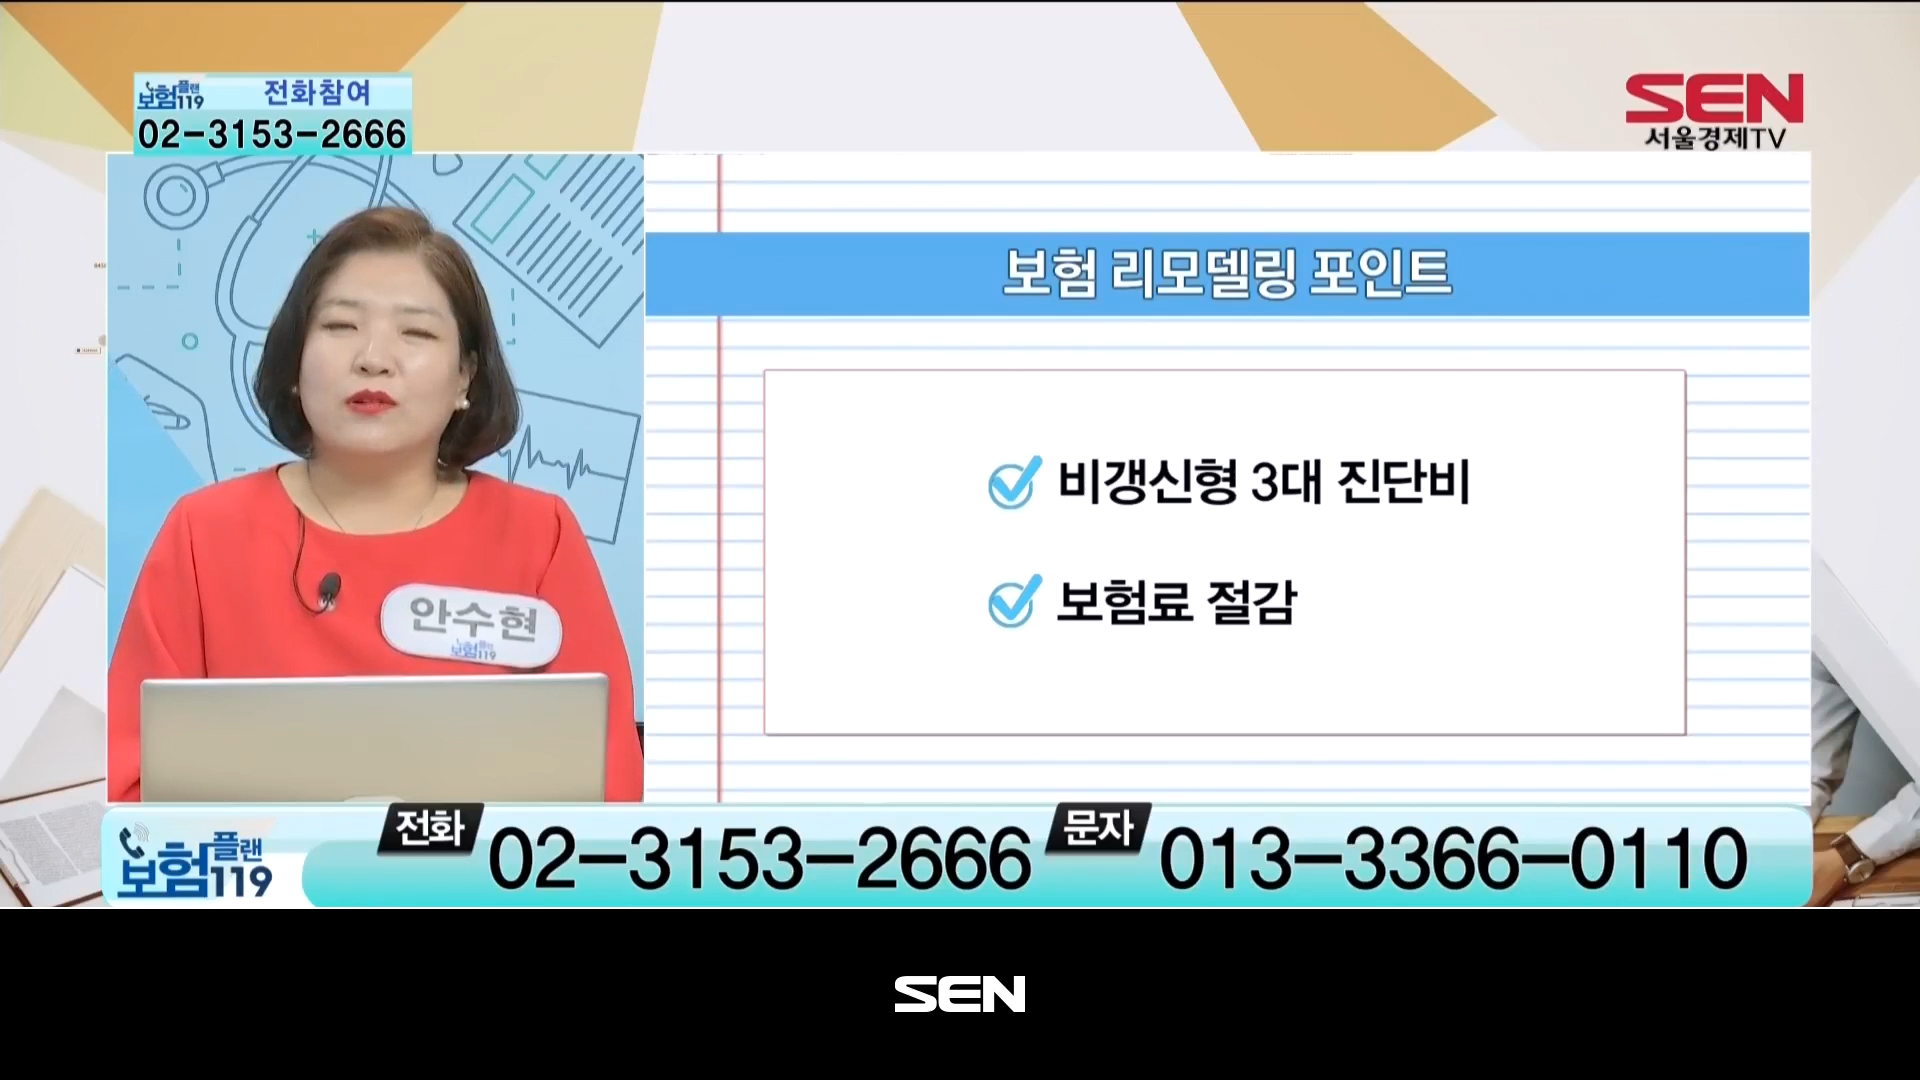 보험플랜119 전화참여
02-3153-2666
SEN
서울경제TV
보험 리모델링 포인트
비갱신형 3대 진단비
보험료 절감
안수현
보험플랜119
보험플랜119
전화 02-3153-2666 문자 013-3366-0110
SEN